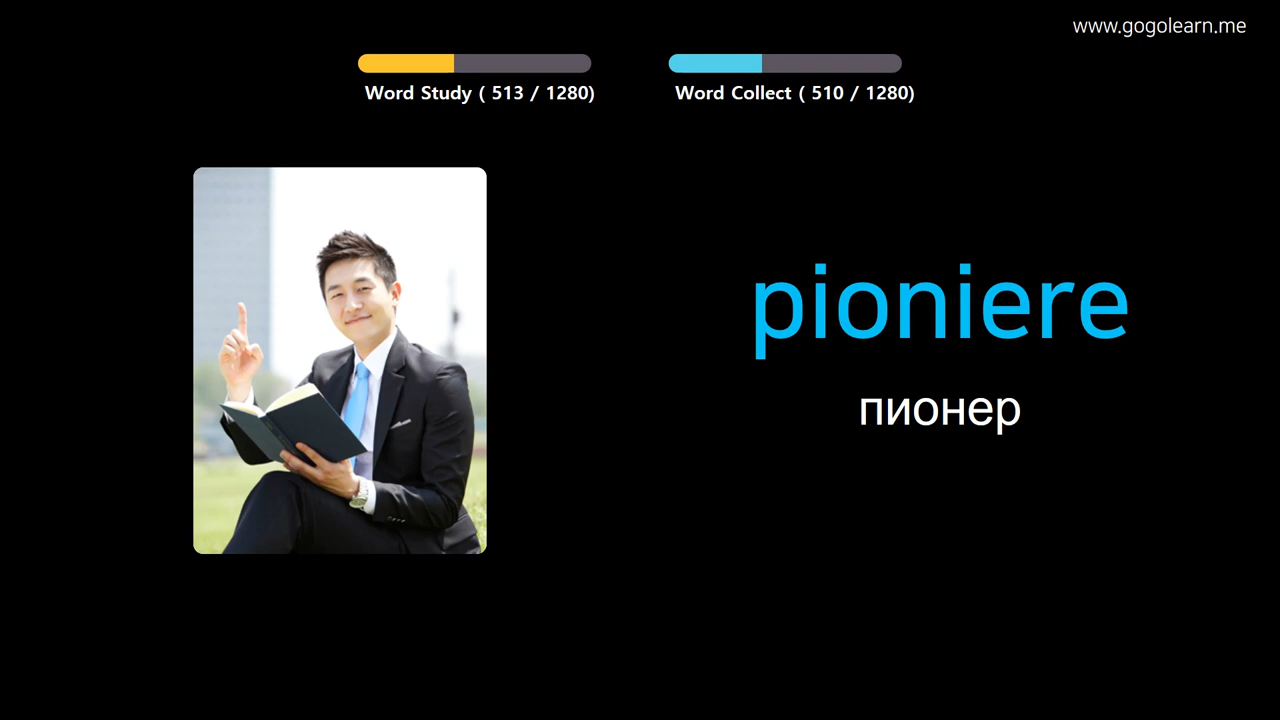 www.gogolearn.me
Word Study ( 513 / 1280)
Word Collect ( 510 / 1280)
pioniere
пионер